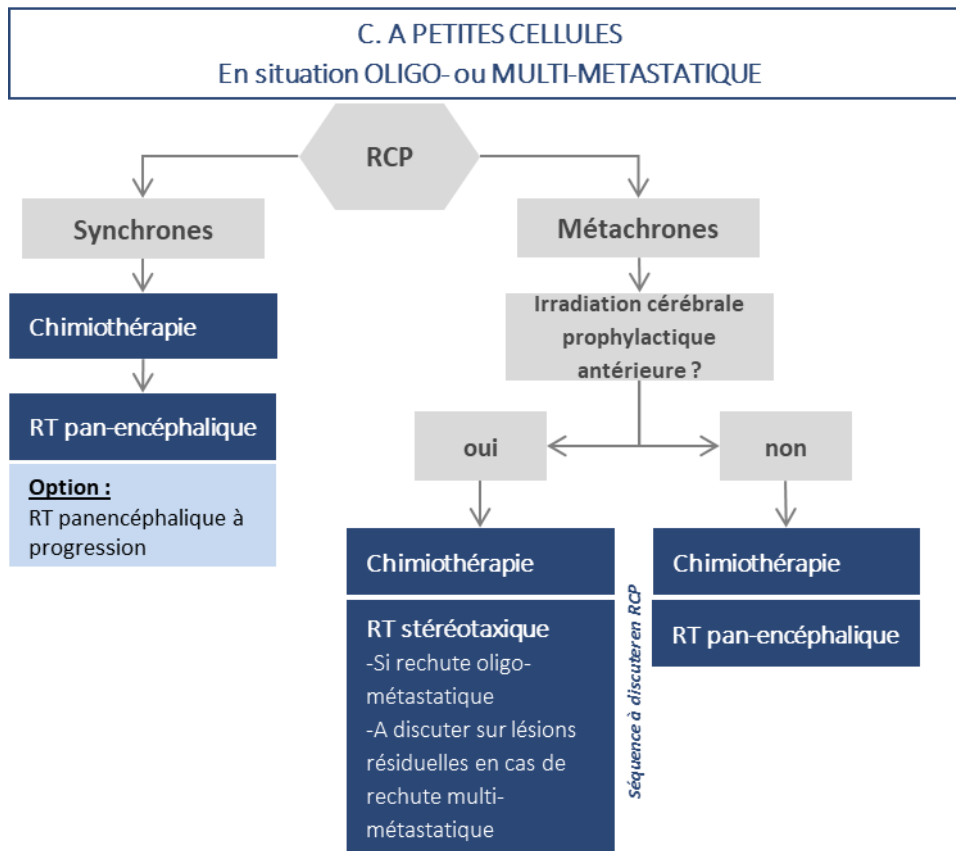 C. A PETITES CELLULES
En situation OLIGO- ou MULTI-METASTATIQUE
RCP
Synchrones
Métachrones
Chimiothérapie
RT pan-encéphalique
Option :
RT panencéphalique à
progression
Irradiation cérébrale
prophylactique
antérieure ?
oui
non
Chimiothérapie
RT stéréotaxique
-Si rechute oligo-
métastatique
-A discuter sur lésions
résiduelles en cas de
rechute multi-
métastatique
Séquence à discuter en RCP
Chimiothérapie
RT pan-encéphalique